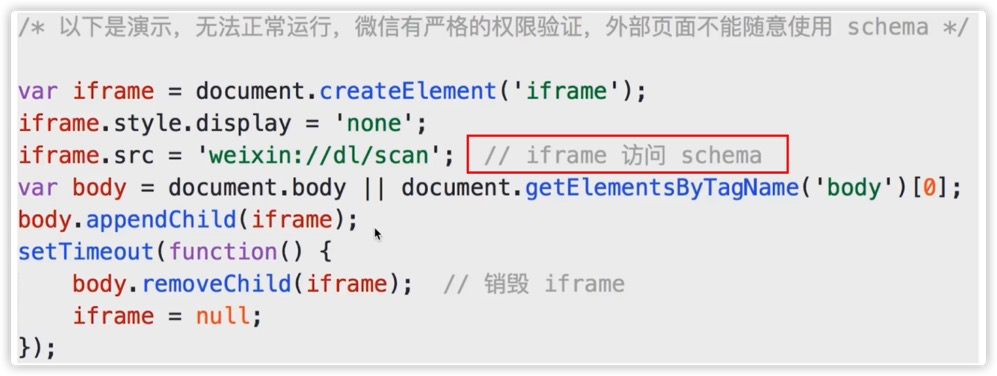 /* 以下是演示，无法正常运行，微信有严格的权限验证，外部页面不能随意使用 schema */
var iframe = document.createElement('iframe');
iframe.style.display = 'none';
iframe.src = 'weixin://dl/scan'; // iframe 访问 schema
var body = document.body || document.getElementsByTagName('body')[0];
body.appendChild(iframe);
setTimeout(function() {
    body.removeChild(iframe);  // 销毁 iframe
    iframe = null;
});